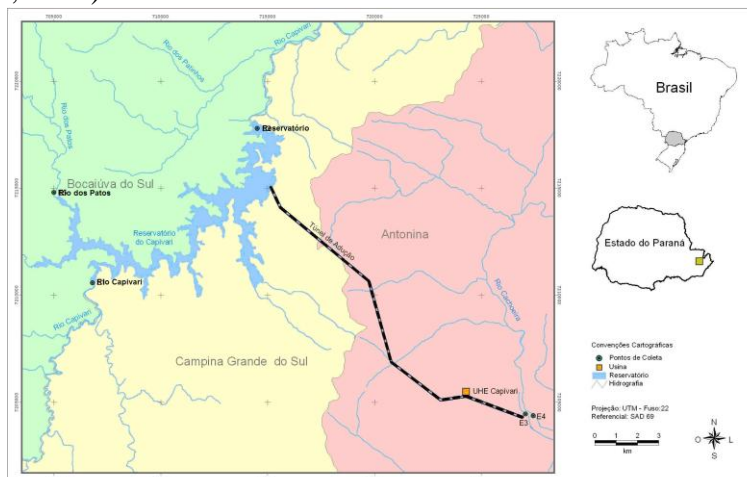 Rio Capivari
Rio dos Patinhos
Rio dos Patos
Reservatório
Bocaiúva do Sul
Rio dos Patos
Reservatório
do Capivari
Rio Capivari
Rio Capivari
Túnel de Adução
Antonina
Rio Cachoeira
Campina Grande do Sul
UHE Capivari
E3
E4
Brasil
Estado do Paraná
Convenções Cartográficas
Pontos de Coleta
Usina
Reservatório
Hidrografia
Projeção: UTM - Fuso:22
Referencial: SAD 69
0 1 2 3
km
N
O L
S